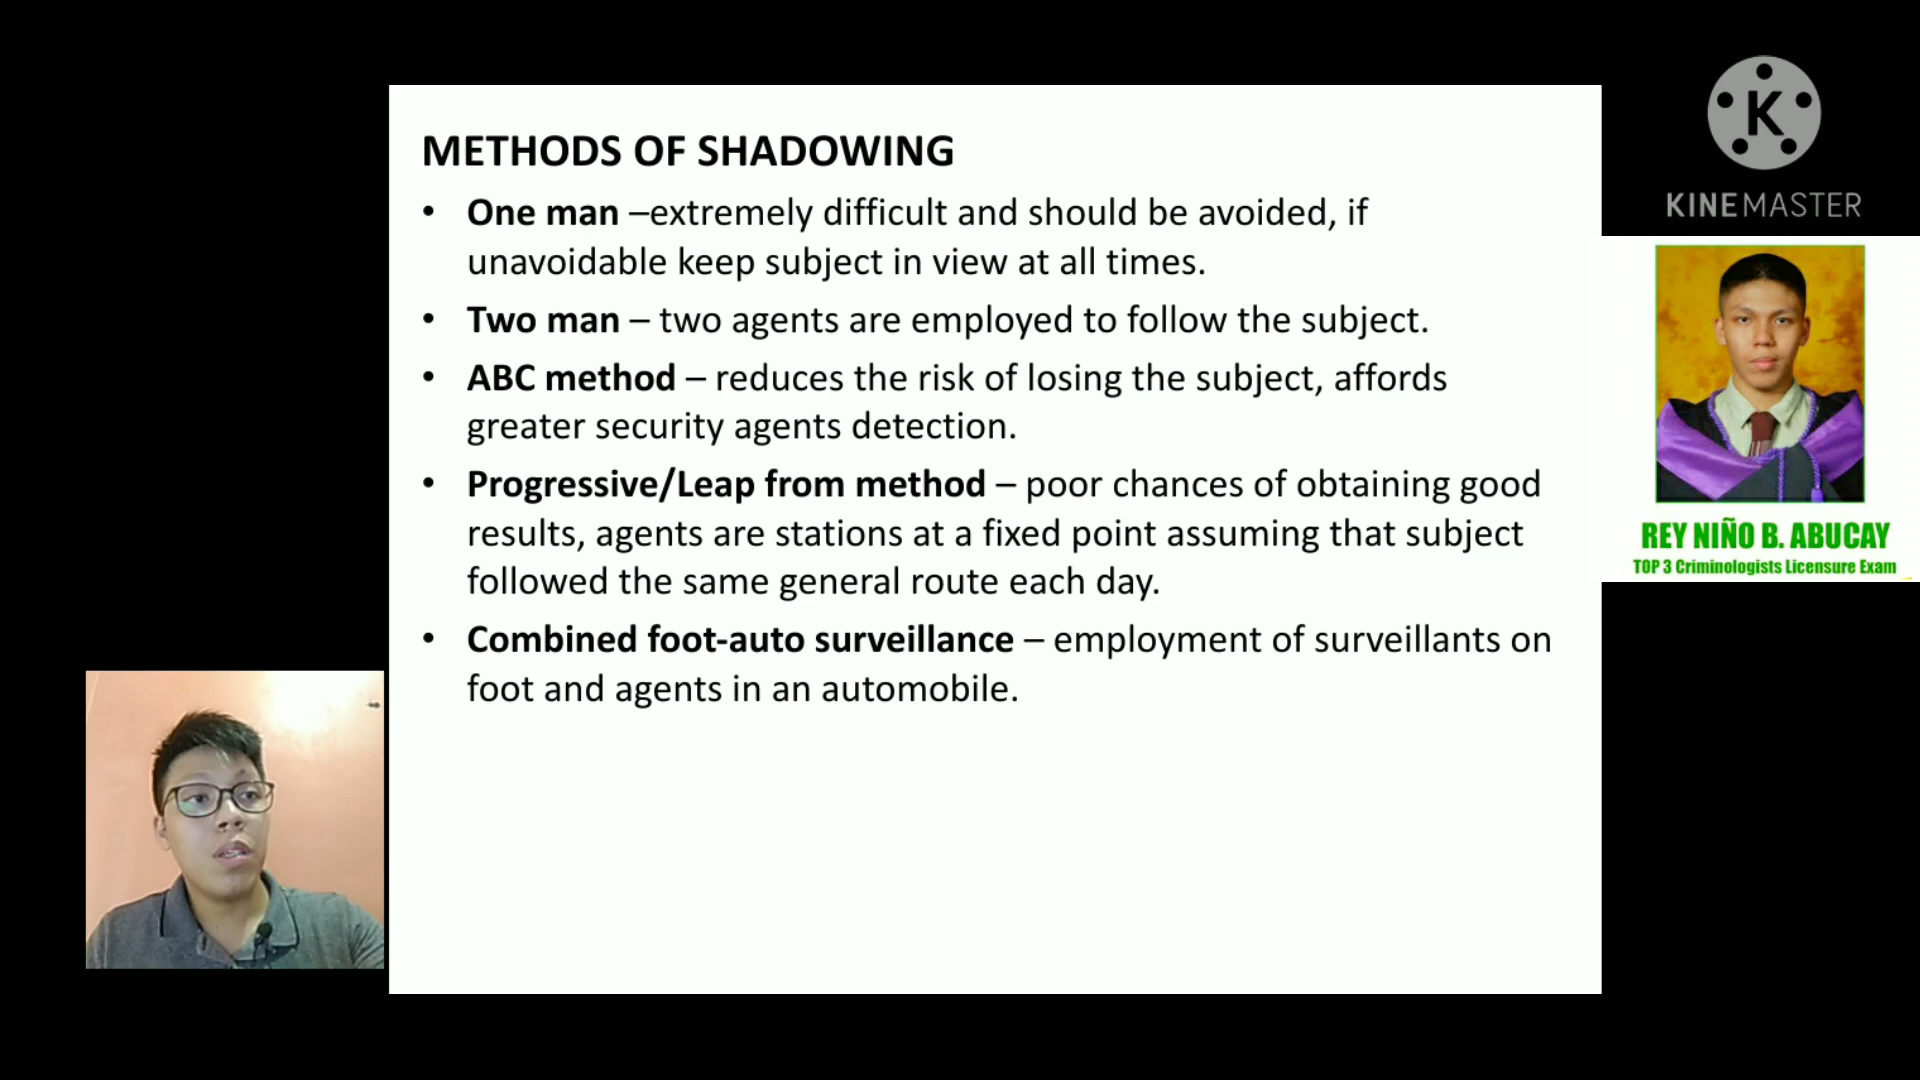 METHODS OF SHADOWING
• One man –extremely difficult and should be avoided, if
unavoidable keep subject in view at all times.
• Two man – two agents are employed to follow the subject.
• ABC method – reduces the risk of losing the subject, affords
greater security agents detection.
• Progressive/Leap from method – poor chances of obtaining good
results, agents are stations at a fixed point assuming that subject
followed the same general route each day.
• Combined foot-auto surveillance – employment of surveillants on
foot and agents in an automobile.
K
KINEMASTER
REY NIÑO B. ABUCAY
TOP 3 Criminologists Licensure Exam